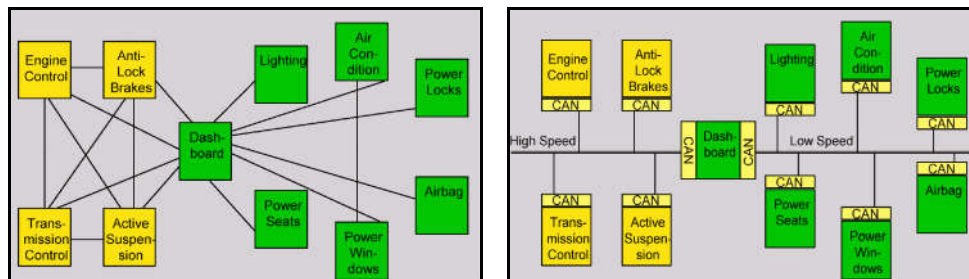 Engine
Control
Anti-
Lock
Brakes
Lighting
Air
Con-
dition
Power
Locks
Dash-
board
Trans-
mission
Control
Active
Suspen-
sion
Power
Seats
Power
Win-
dows
Airbag
Engine
Control
CAN
Anti-
Lock
Brakes
CAN
Lighting
CAN
Air
Con-
dition
CAN
Power
Locks
CAN
High Speed
CAN
Dash-
board
CAN
Low Speed
CAN
Trans-
mission
Control
CAN
Active
Suspen-
sion
CAN
Power
Seats
CAN
Power
Win-
dows
CAN
Airbag